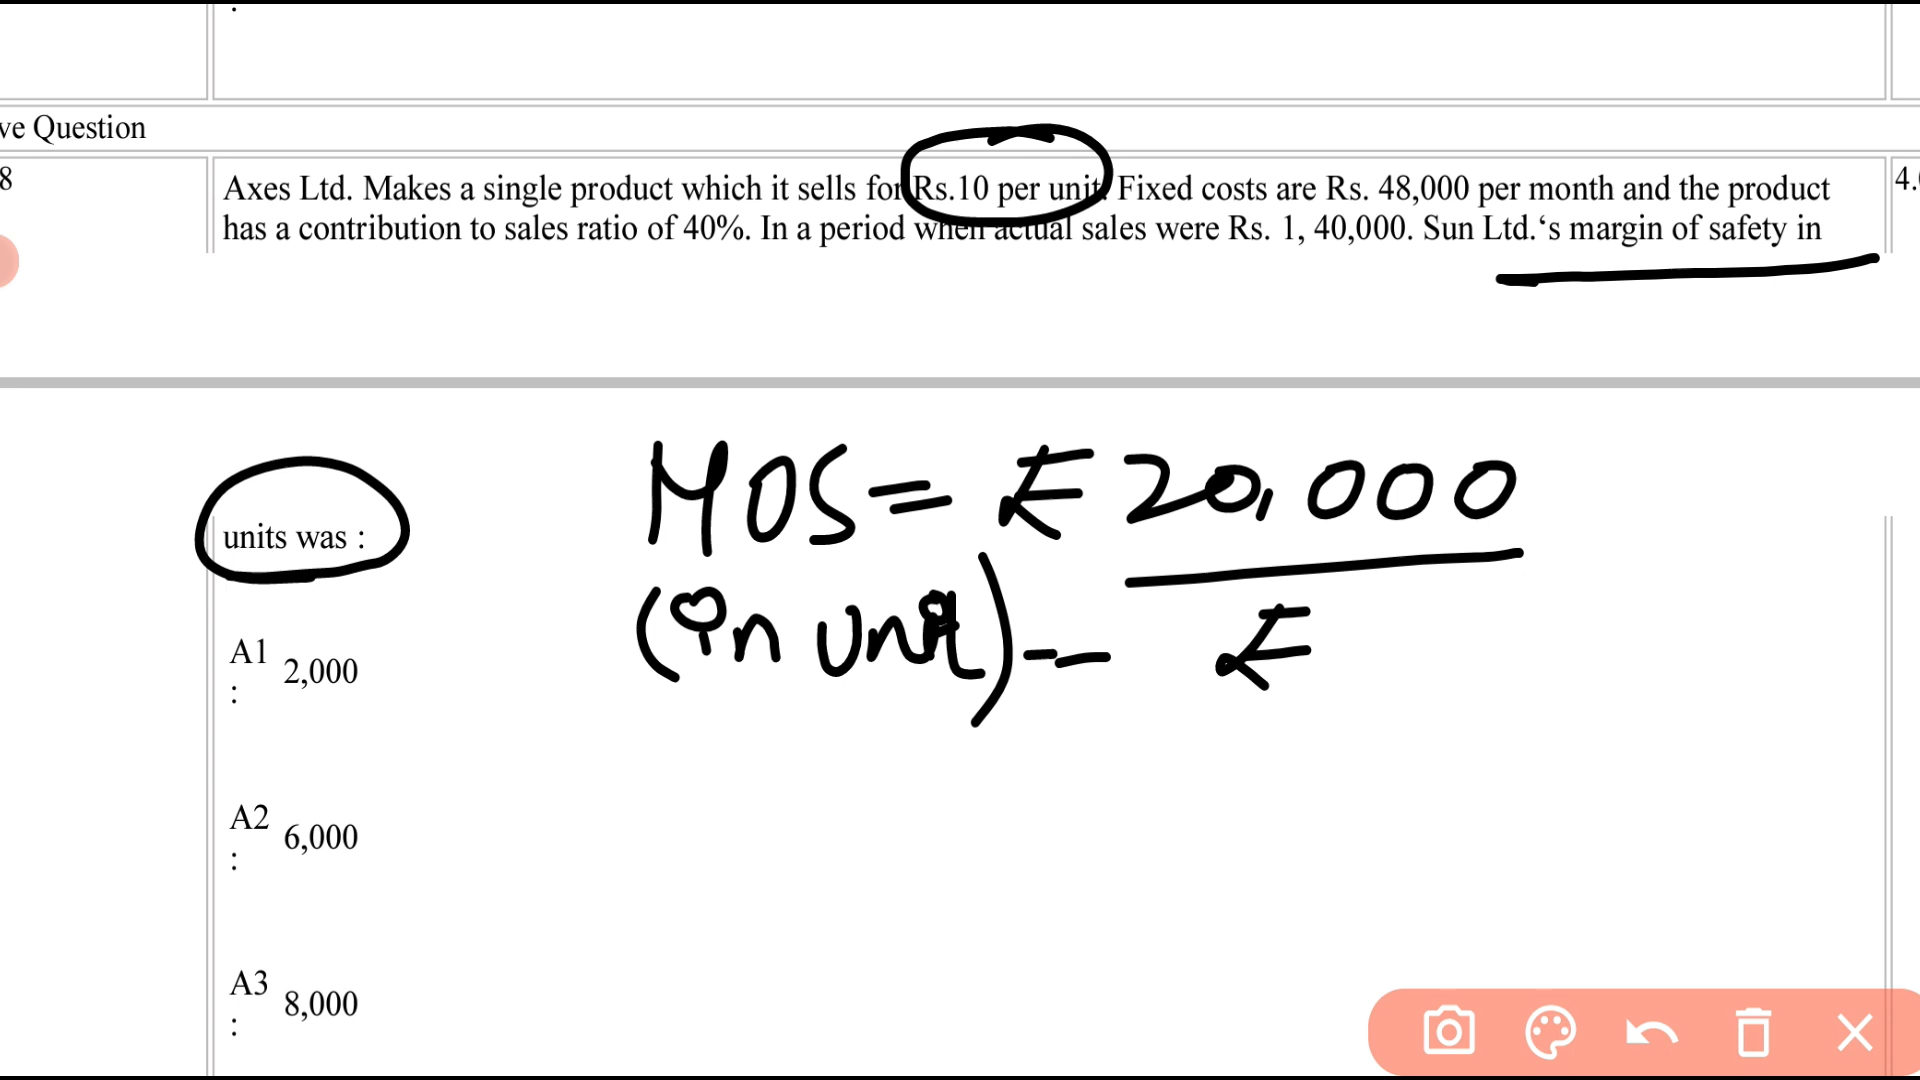 :
ve Question
8
Axes Ltd. Makes a single product which it sells for Rs.10 per unit. Fixed costs are Rs. 48,000 per month and the product
4.
has a contribution to sales ratio of 40%. In a period when actual sales were Rs. 1, 40,000. Sun Ltd.‘s margin of safety in
units was :
MOS = ₹ 20,000
(in unit) = ₹
A1 : 2,000
A2 : 6,000
A3 : 8,000